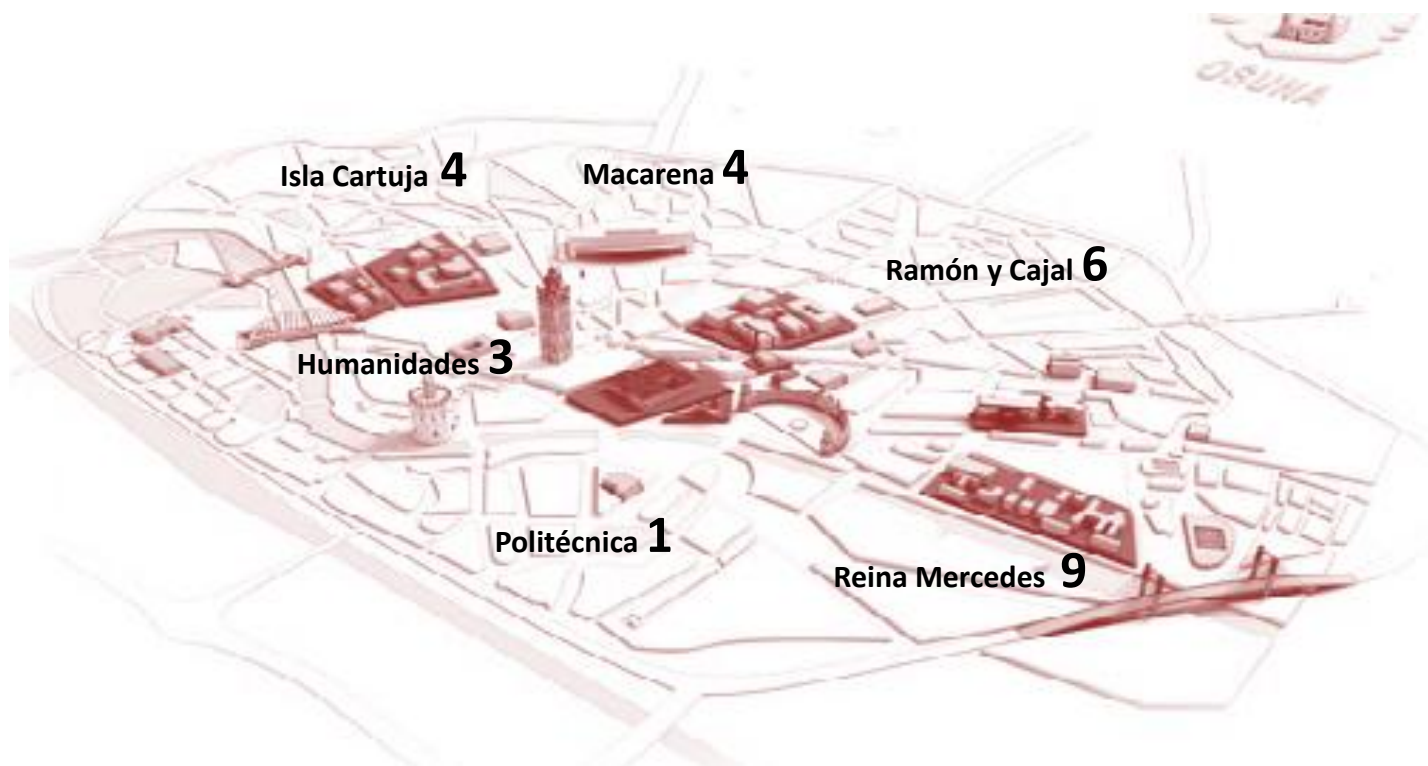 OSUNA
Isla Cartuja 4
Macarena 4
Ramón y Cajal 6
Humanidades 3
Politécnica 1
Reina Mercedes 9